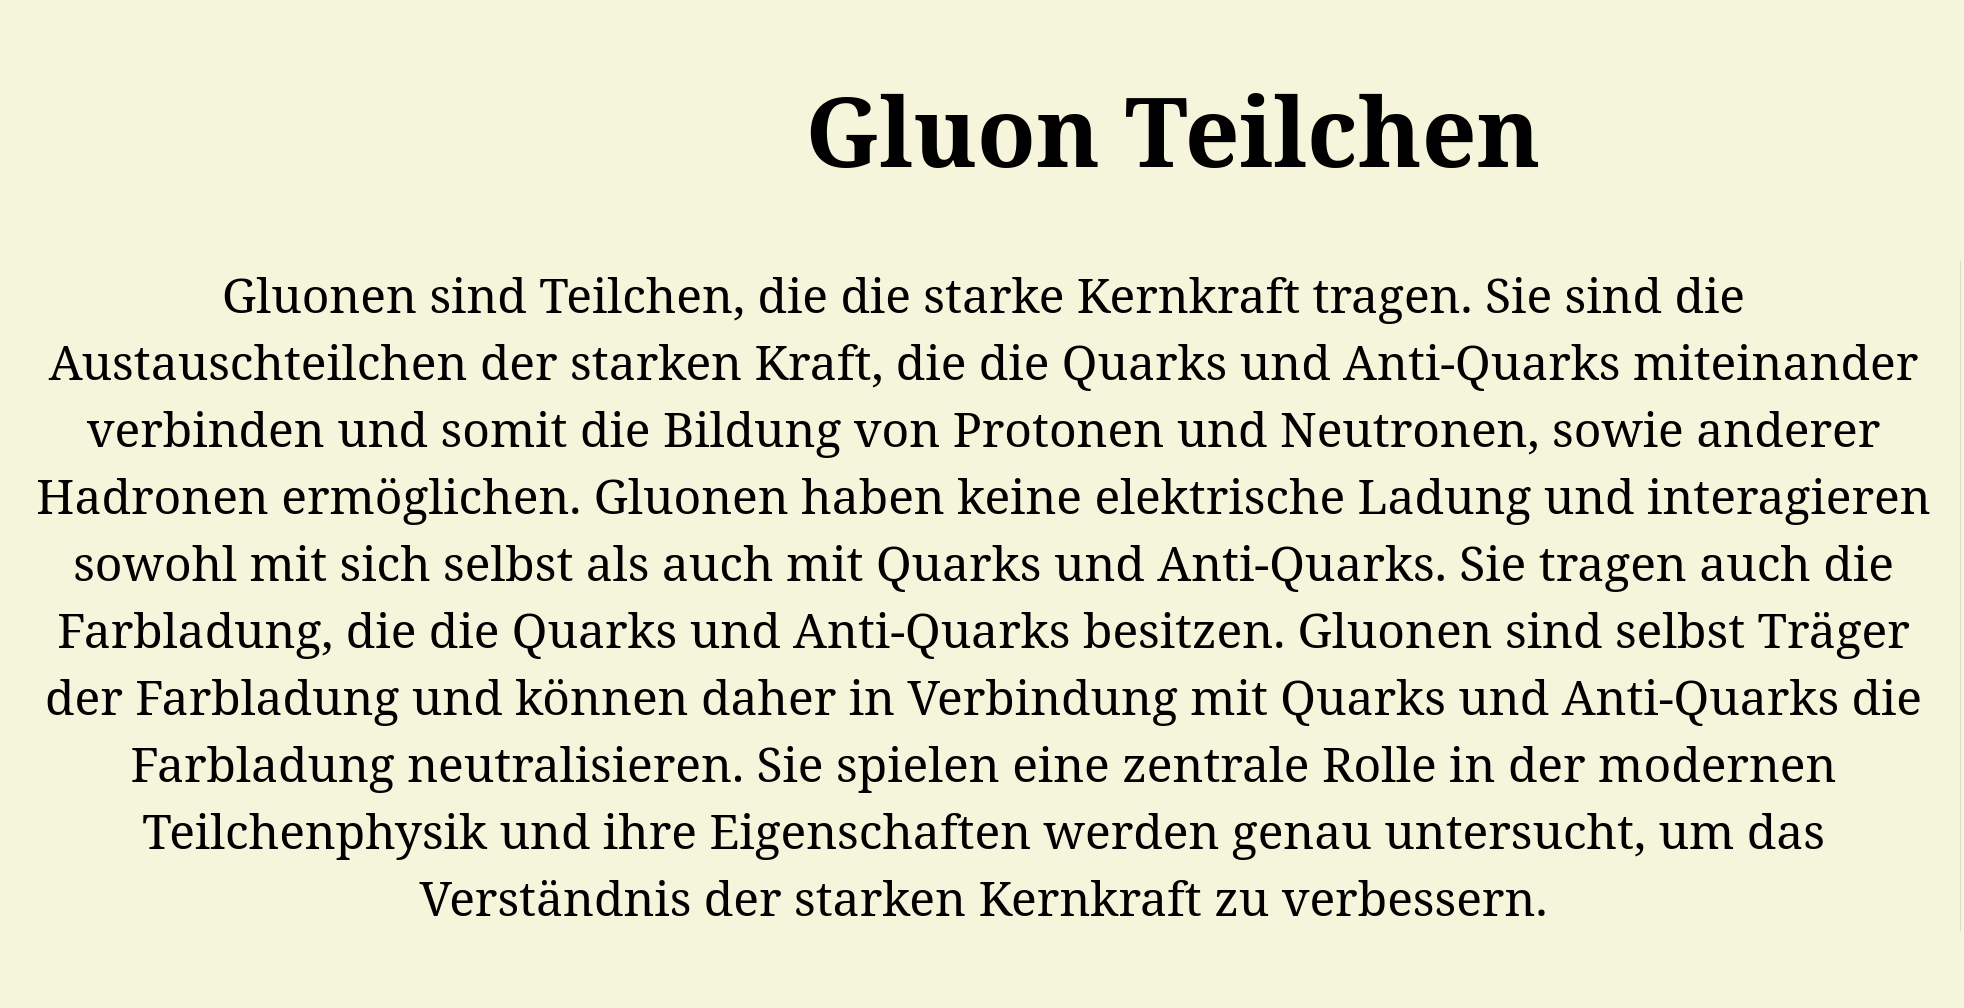 Gluon Teilchen
Gluonen sind Teilchen, die die starke Kernkraft tragen. Sie sind die
Austauschteilchen der starken Kraft, die die Quarks und Anti-Quarks miteinander
verbinden und somit die Bildung von Protonen und Neutronen, sowie anderer
Hadronen ermöglichen. Gluonen haben keine elektrische Ladung und interagieren
sowohl mit sich selbst als auch mit Quarks und Anti-Quarks. Sie tragen auch die
Farbladung, die die Quarks und Anti-Quarks besitzen. Gluonen sind selbst Träger
der Farbladung und können daher in Verbindung mit Quarks und Anti-Quarks die
Farbladung neutralisieren. Sie spielen eine zentrale Rolle in der modernen
Teilchenphysik und ihre Eigenschaften werden genau untersucht, um das
Verständnis der starken Kernkraft zu verbessern.